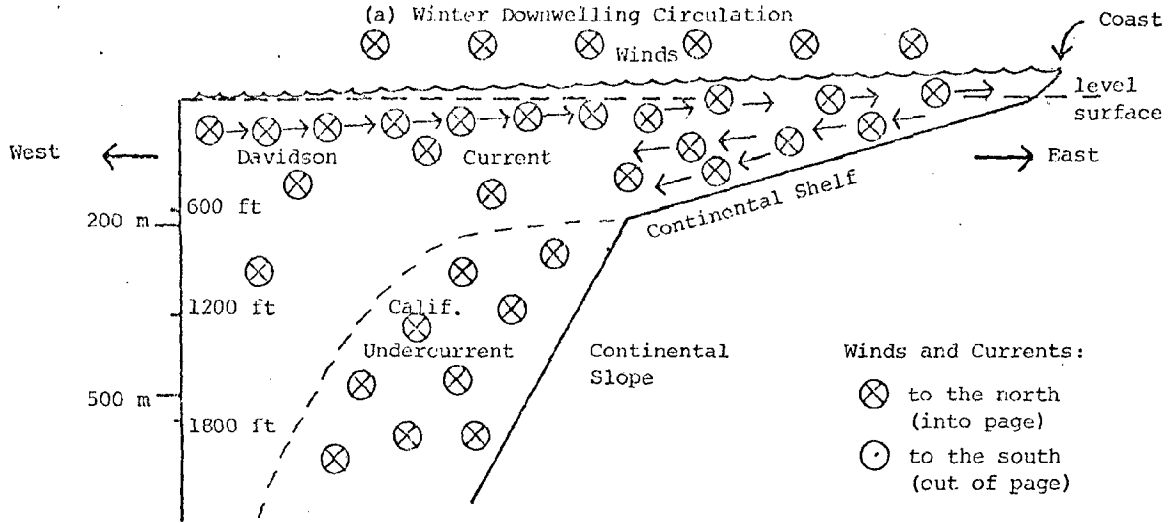 (a) Winter Downwelling Circulation
Coast
Winds
level
surface
West
East
Davidson Current
600 ft
200 m
Continental Shelf
1200 ft
Calif.
Undercurrent
Continental
Slope
500 m
1800 ft
Winds and Currents:
to the north
(into page)
to the south
(out of page)